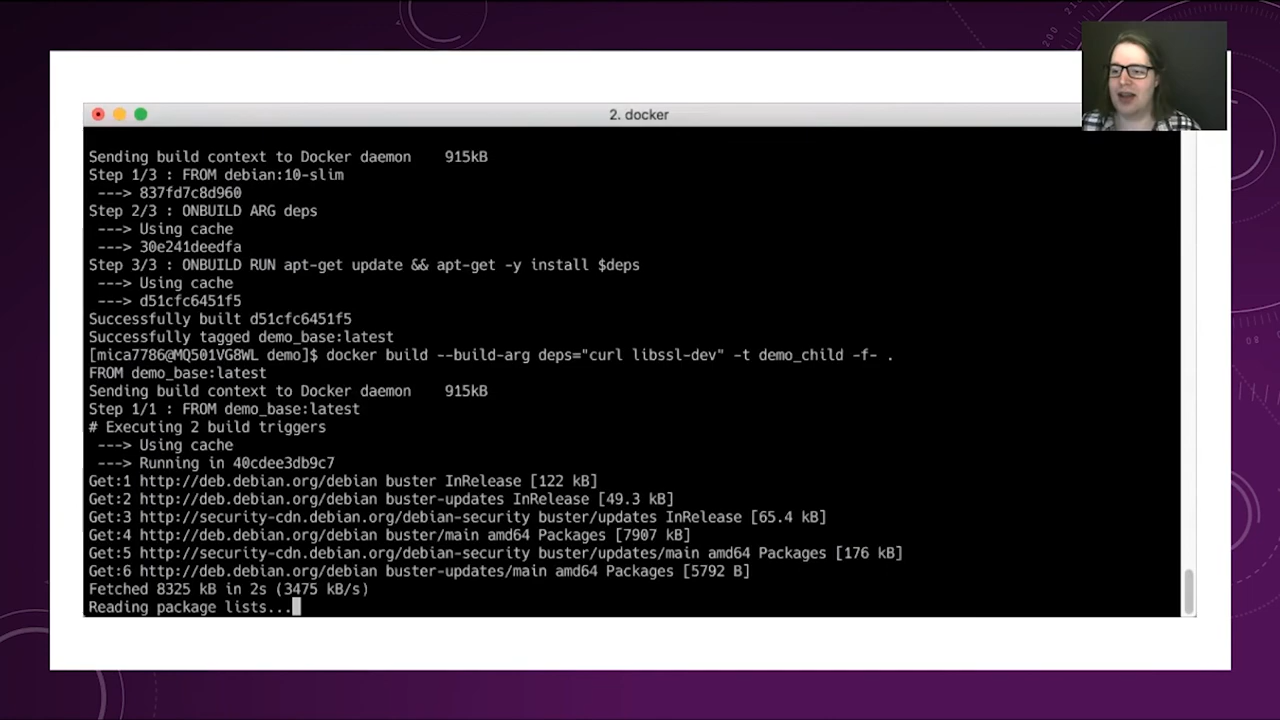 2. docker
Sending build context to Docker daemon    915kB
Step 1/3 : FROM debian:10-slim
 ---> 837fd7c8d960
Step 2/3 : ONBUILD ARG deps
 ---> Using cache
 ---> 30e241deedfa
Step 3/3 : ONBUILD RUN apt-get update && apt-get -y install $deps
 ---> Using cache
 ---> d51cfc6451f5
Successfully built d51cfc6451f5
Successfully tagged demo_base:latest
[mica7786@MQ501VG8WL demo]$ docker build --build-arg deps="curl libssl-dev" -t demo_child -f- .
FROM demo_base:latest
Sending build context to Docker daemon    915kB
Step 1/1 : FROM demo_base:latest
# Executing 2 build triggers
 ---> Using cache
 ---> Running in 40cdee3db9c7
Get:1 http://deb.debian.org/debian buster InRelease [122 kB]
Get:2 http://deb.debian.org/debian buster-updates InRelease [49.3 kB]
Get:3 http://security-cdn.debian.org/debian-security buster/updates InRelease [65.4 kB]
Get:4 http://deb.debian.org/debian buster/main amd64 Packages [7907 kB]
Get:5 http://security-cdn.debian.org/debian-security buster/updates/main amd64 Packages [176 kB]
Get:6 http://deb.debian.org/debian buster-updates/main amd64 Packages [5792 B]
Fetched 8325 kB in 2s (3475 kB/s)
Reading package lists...